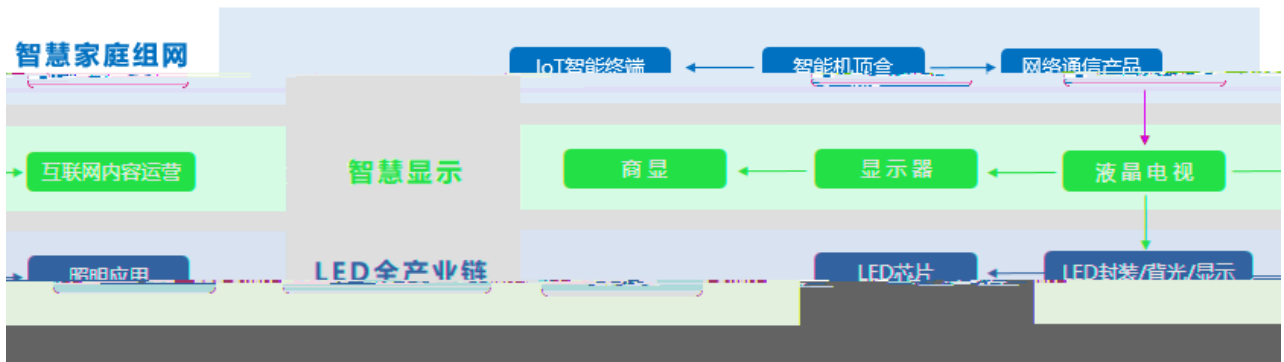 智慧家庭组网
IoT智能终端 智能机顶盒 网络通信产品
互联网内容运营 智慧显示 商显 显示器 液晶电视
照明应用 LED全产业链 LED芯片 LED封装/背光/显示